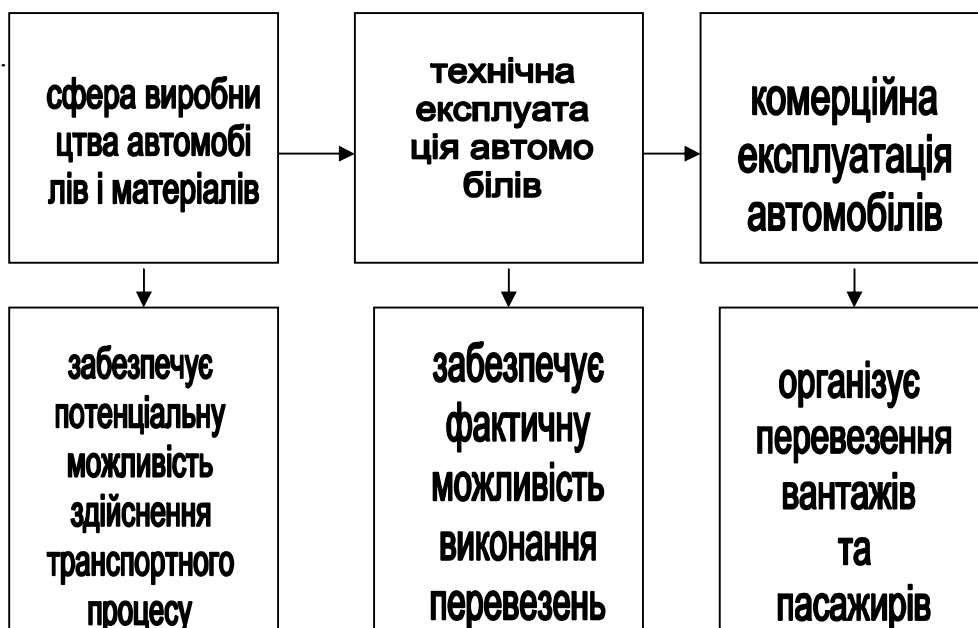 сфера виробни
цтва автомобі
лів і матеріалів
технічна
експлуата
ція автомо
білів
комерційна
експлуатація
автомобілів
забезпечує
потенціальну
можливість
здійснення
транспортного
процесу
забезпечує
фактичну
можливість
виконання
перевезень
організує
перевезення
вантажів
та
пасажирів